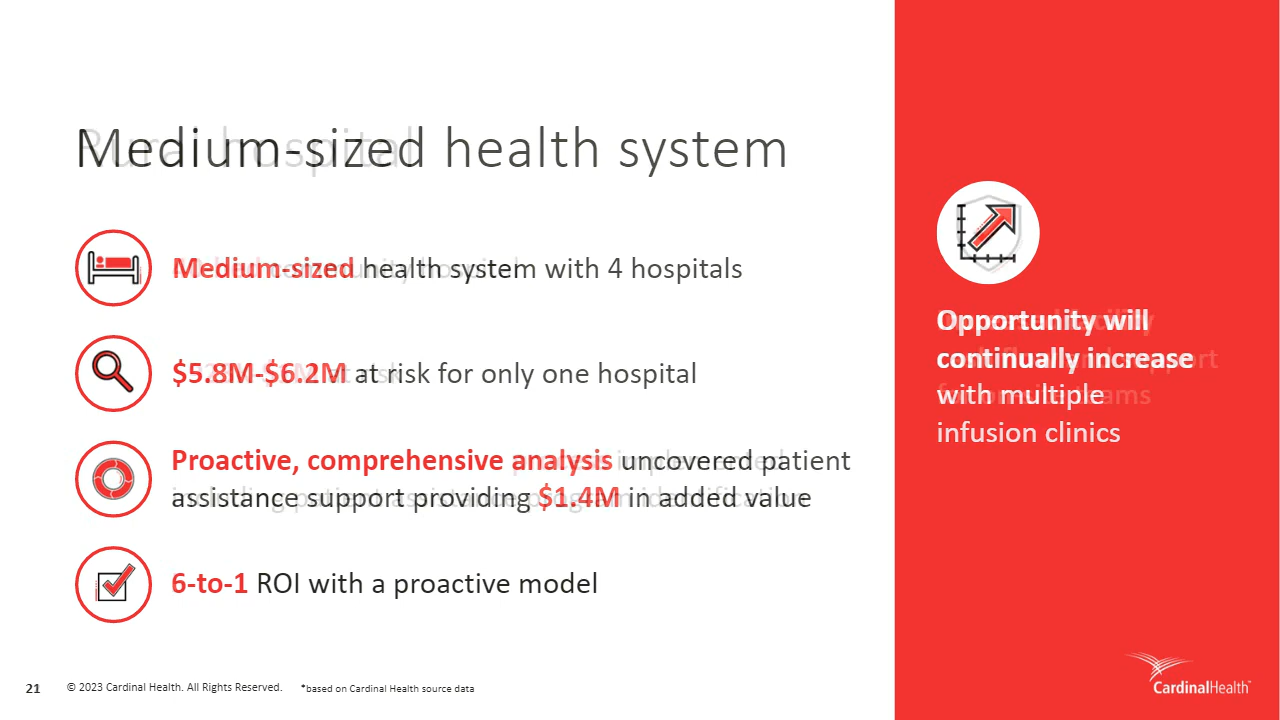 Medium-sized health system
Medium-sized health system with 4 hospitals
$5.8M-$6.2M at risk for only one hospital
Proactive, comprehensive analysis uncovered patient
assistance support providing $1.4M in added value
6-to-1 ROI with a proactive model
Opportunity will
continually increase
with multiple
infusion clinics
21 © 2023 Cardinal Health. All Rights Reserved. *based on Cardinal Health source data
CardinalHealth™